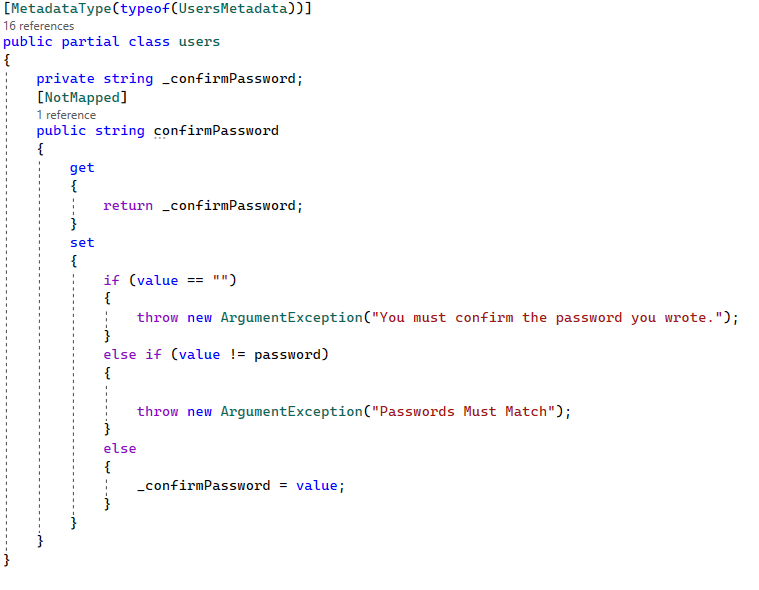 [MetadataType(typeof(UsersMetadata))]
16 references
public partial class users
{
private string _confirmPassword;
[NotMapped]
1 reference
public string confirmPassword
{
get
{
return _confirmPassword;
}
set
{
if (value == "")
{
throw new ArgumentException("You must confirm the password you wrote.");
}
else if (value != password)
{
throw new ArgumentException("Passwords Must Match");
}
else
{
_confirmPassword = value;
}
}
}
}